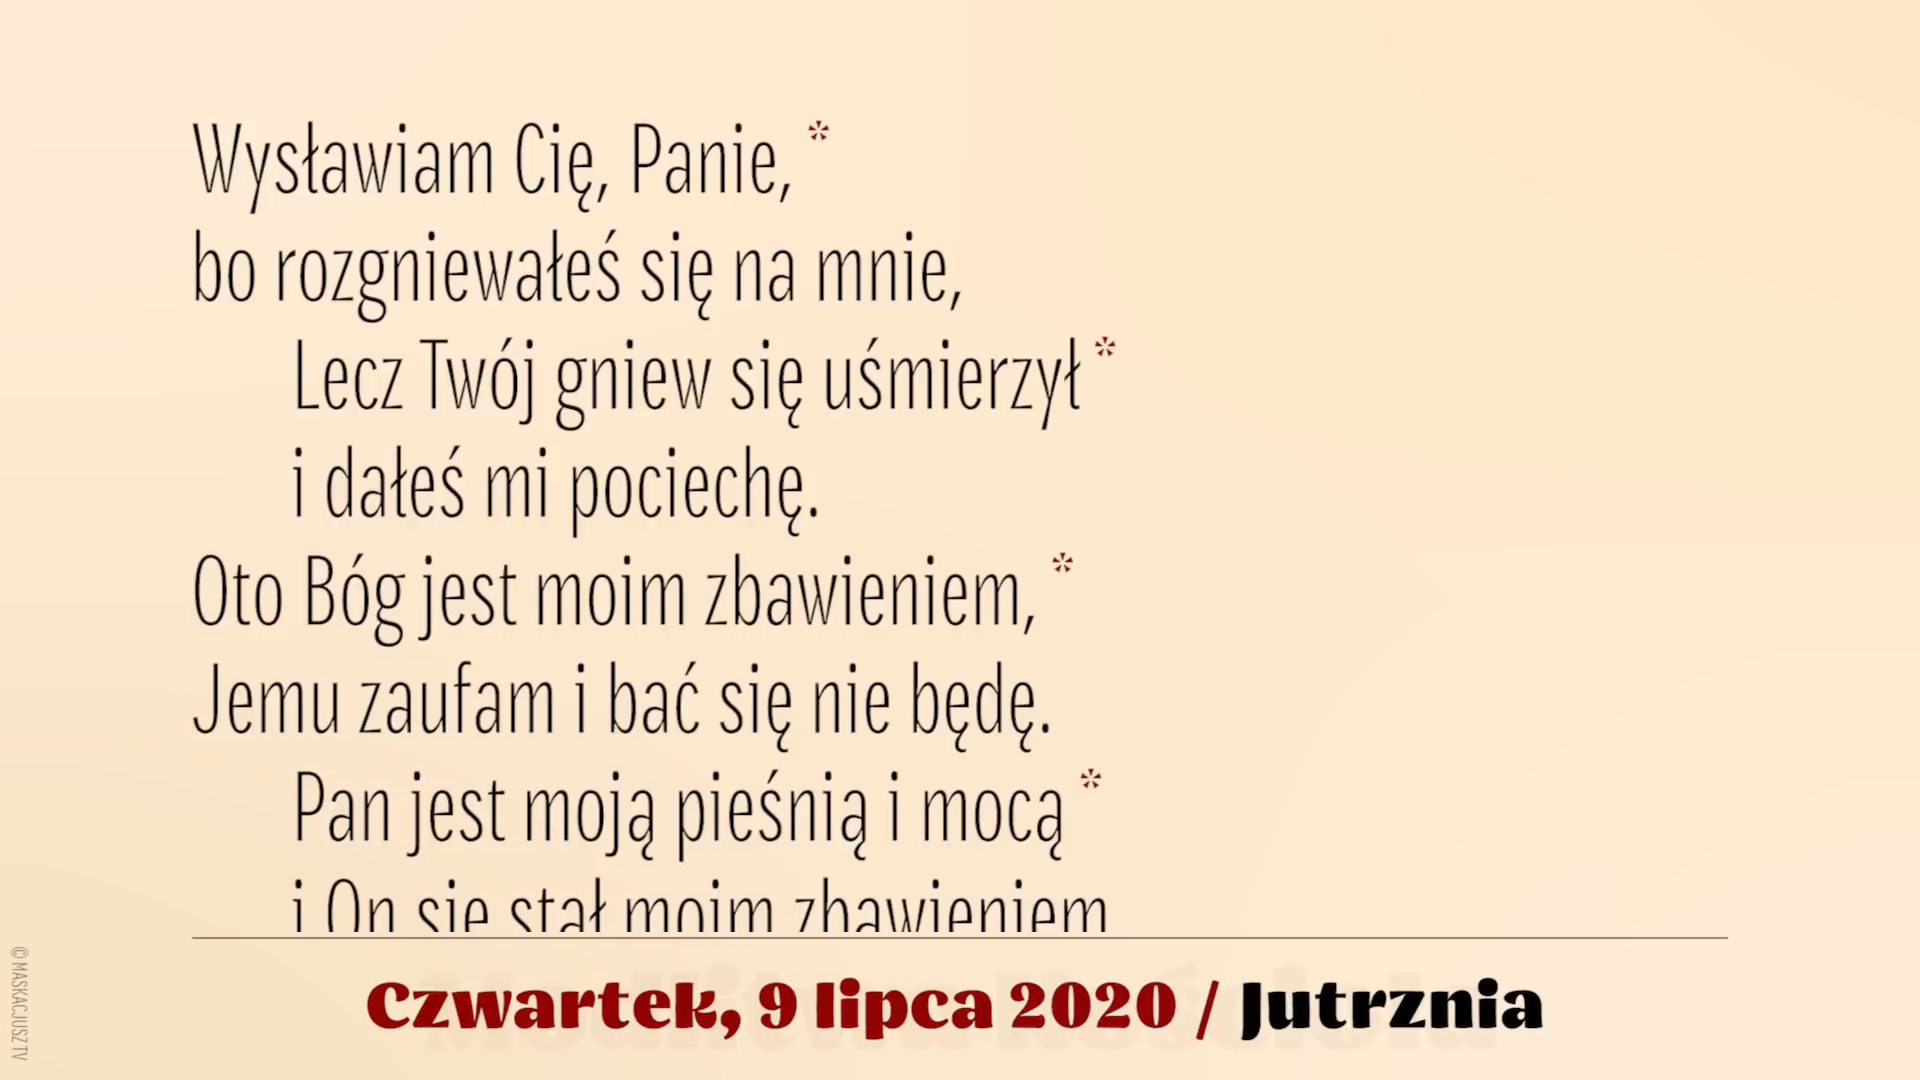 Wysławiam Cię, Panie, *
bo rozgniewałeś się na mnie,
Lecz Twój gniew się uśmierzył *
i dałeś mi pociechę.
Oto Bóg jest moim zbawieniem, *
Jemu zaufam i bać się nie będę.
Pan jest moją pieśnią i mocą *
i On się stał moim zbawieniem
Czwartek, 9 lipca 2020 / Jutrznia
© MASKACJUSZ TV